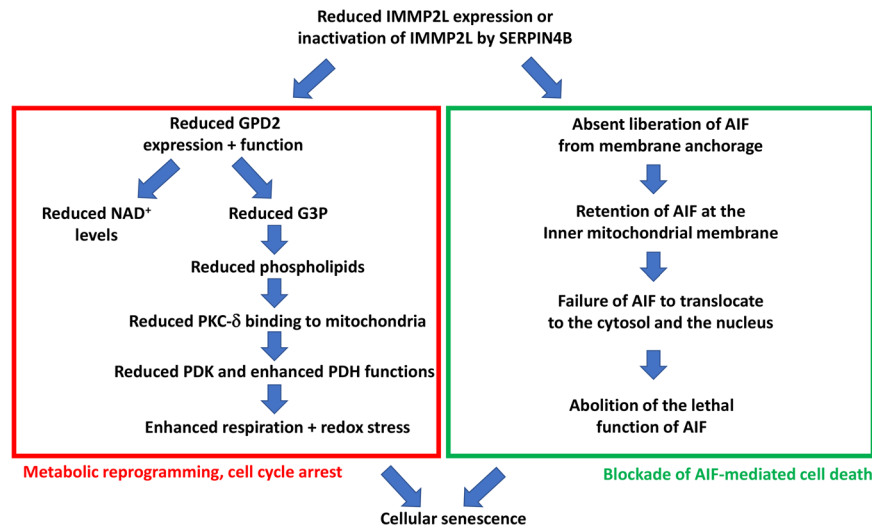 Reduced IMMP2L expression or
inactivation of IMMP2L by SERPIN4B
Reduced GPD2
expression + function
Reduced NAD⁺
levels
Reduced G3P
Reduced phospholipids
Reduced PKC-δ binding to mitochondria
Reduced PDK and enhanced PDH functions
Enhanced respiration + redox stress
Metabolic reprogramming, cell cycle arrest
Absent liberation of AIF
from membrane anchorage
Retention of AIF at the
Inner mitochondrial membrane
Failure of AIF to translocate
to the cytosol and the nucleus
Abolition of the lethal
function of AIF
Blockade of AIF-mediated cell death
Cellular senescence